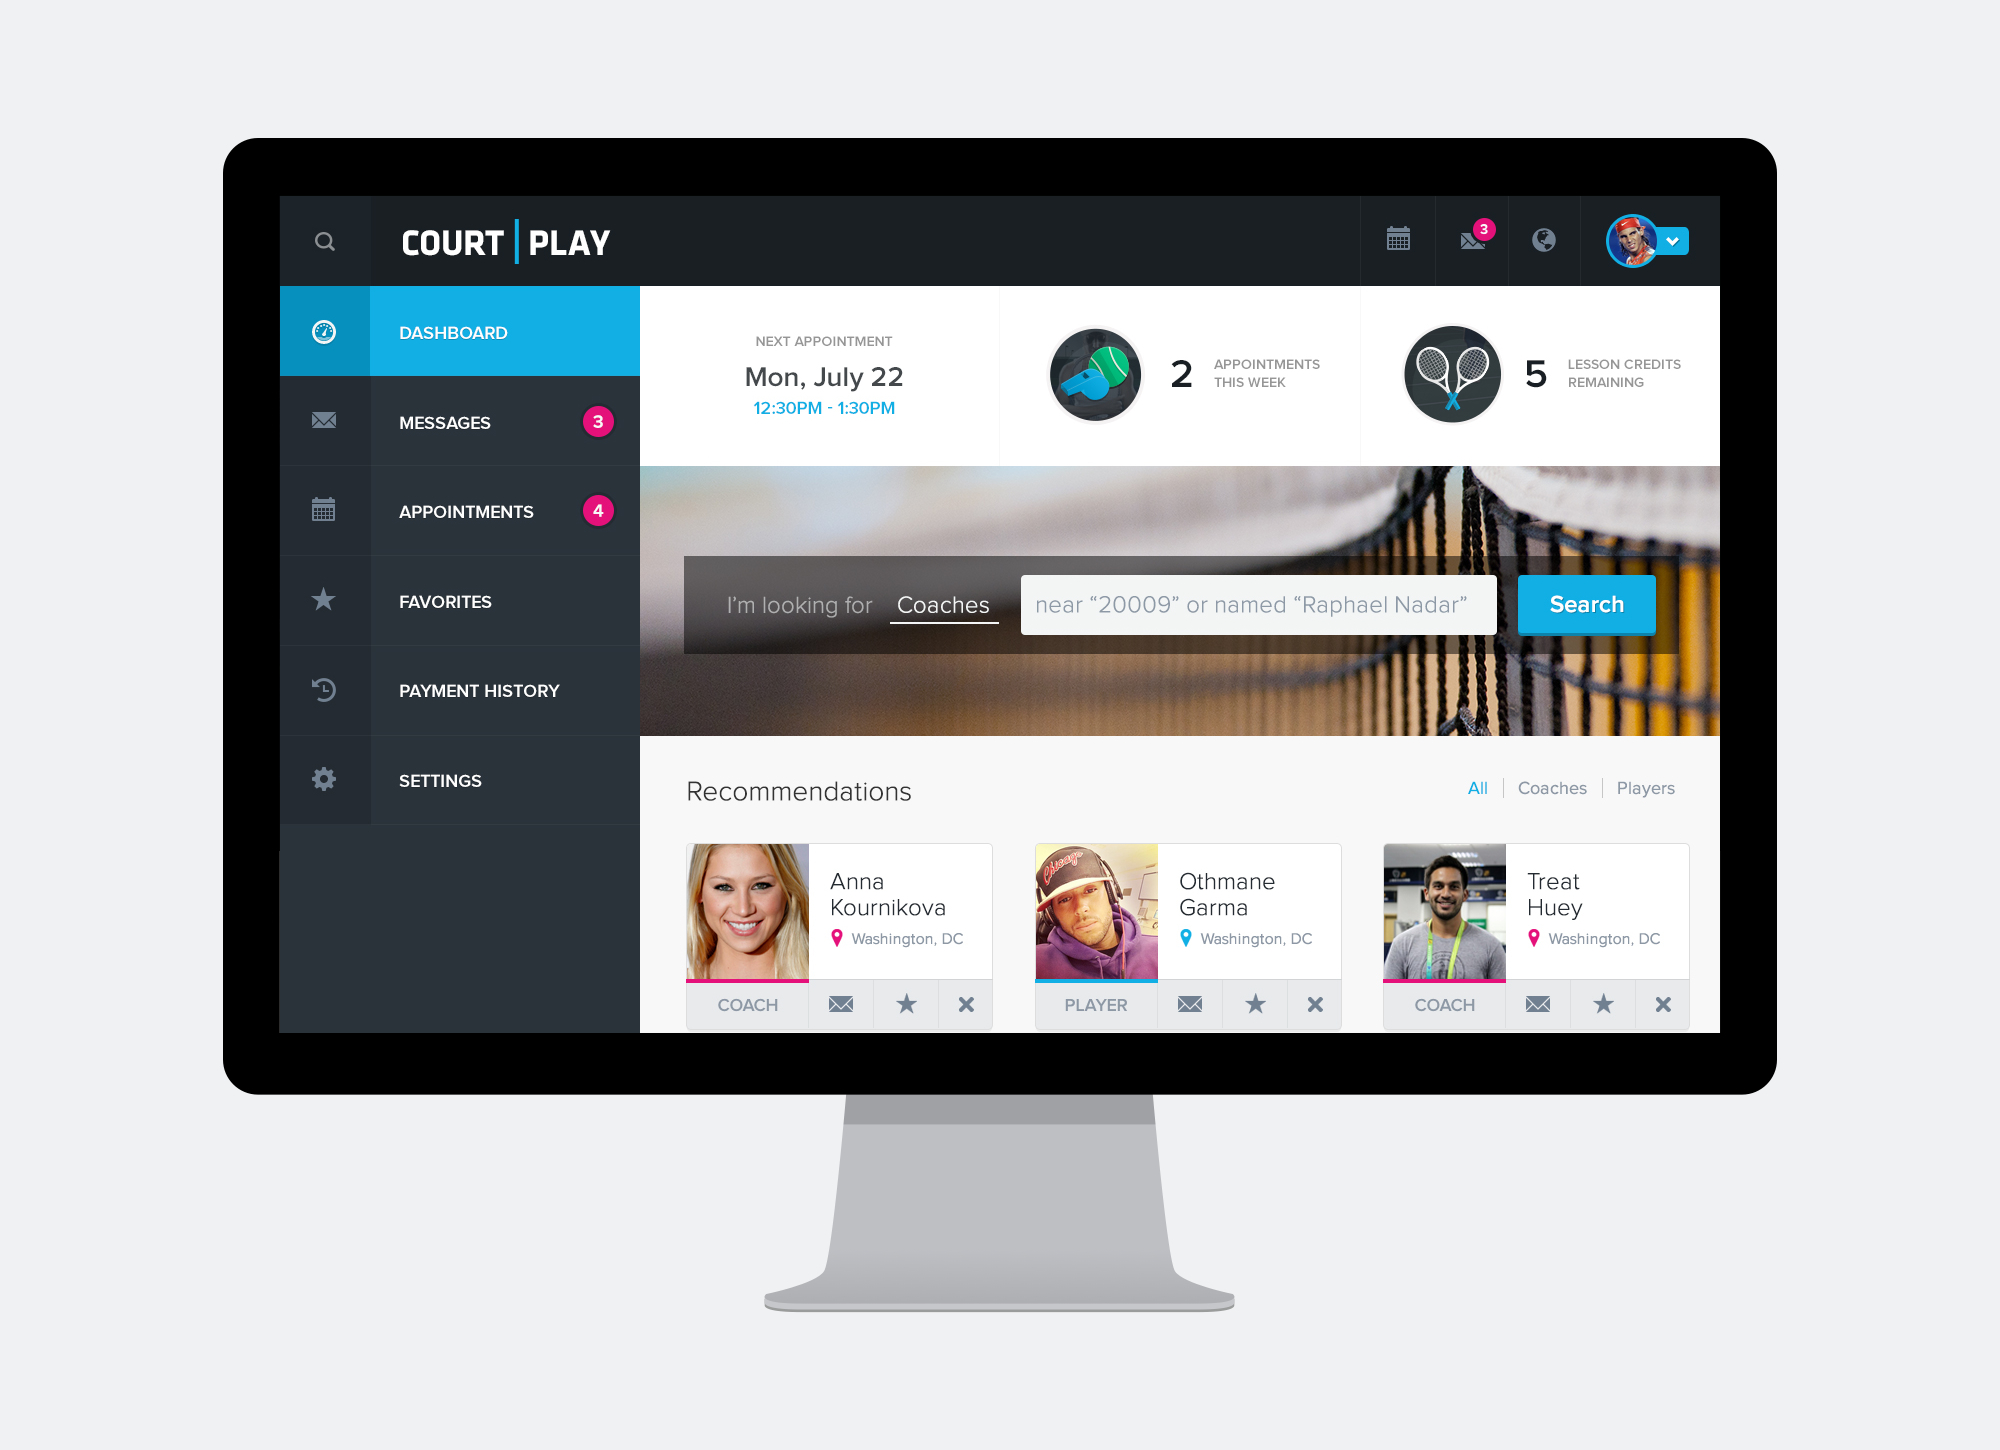 COURT | PLAY
3
DASHBOARD
MESSAGES
3
APPOINTMENTS
4
FAVORITES
PAYMENT HISTORY
SETTINGS
NEXT APPOINTMENT
Mon, July 22
12:30PM - 1:30PM
2
APPOINTMENTS
THIS WEEK
5
LESSON CREDITS
REMAINING
I’m looking for Coaches near “20009” or named “Raphael Nadar” Search
Recommendations
All | Coaches | Players
Chicago
Anna
Kournikova
Washington, DC
COACH
Othmane
Garma
Washington, DC
PLAYER
Treat
Huey
Washington, DC
COACH